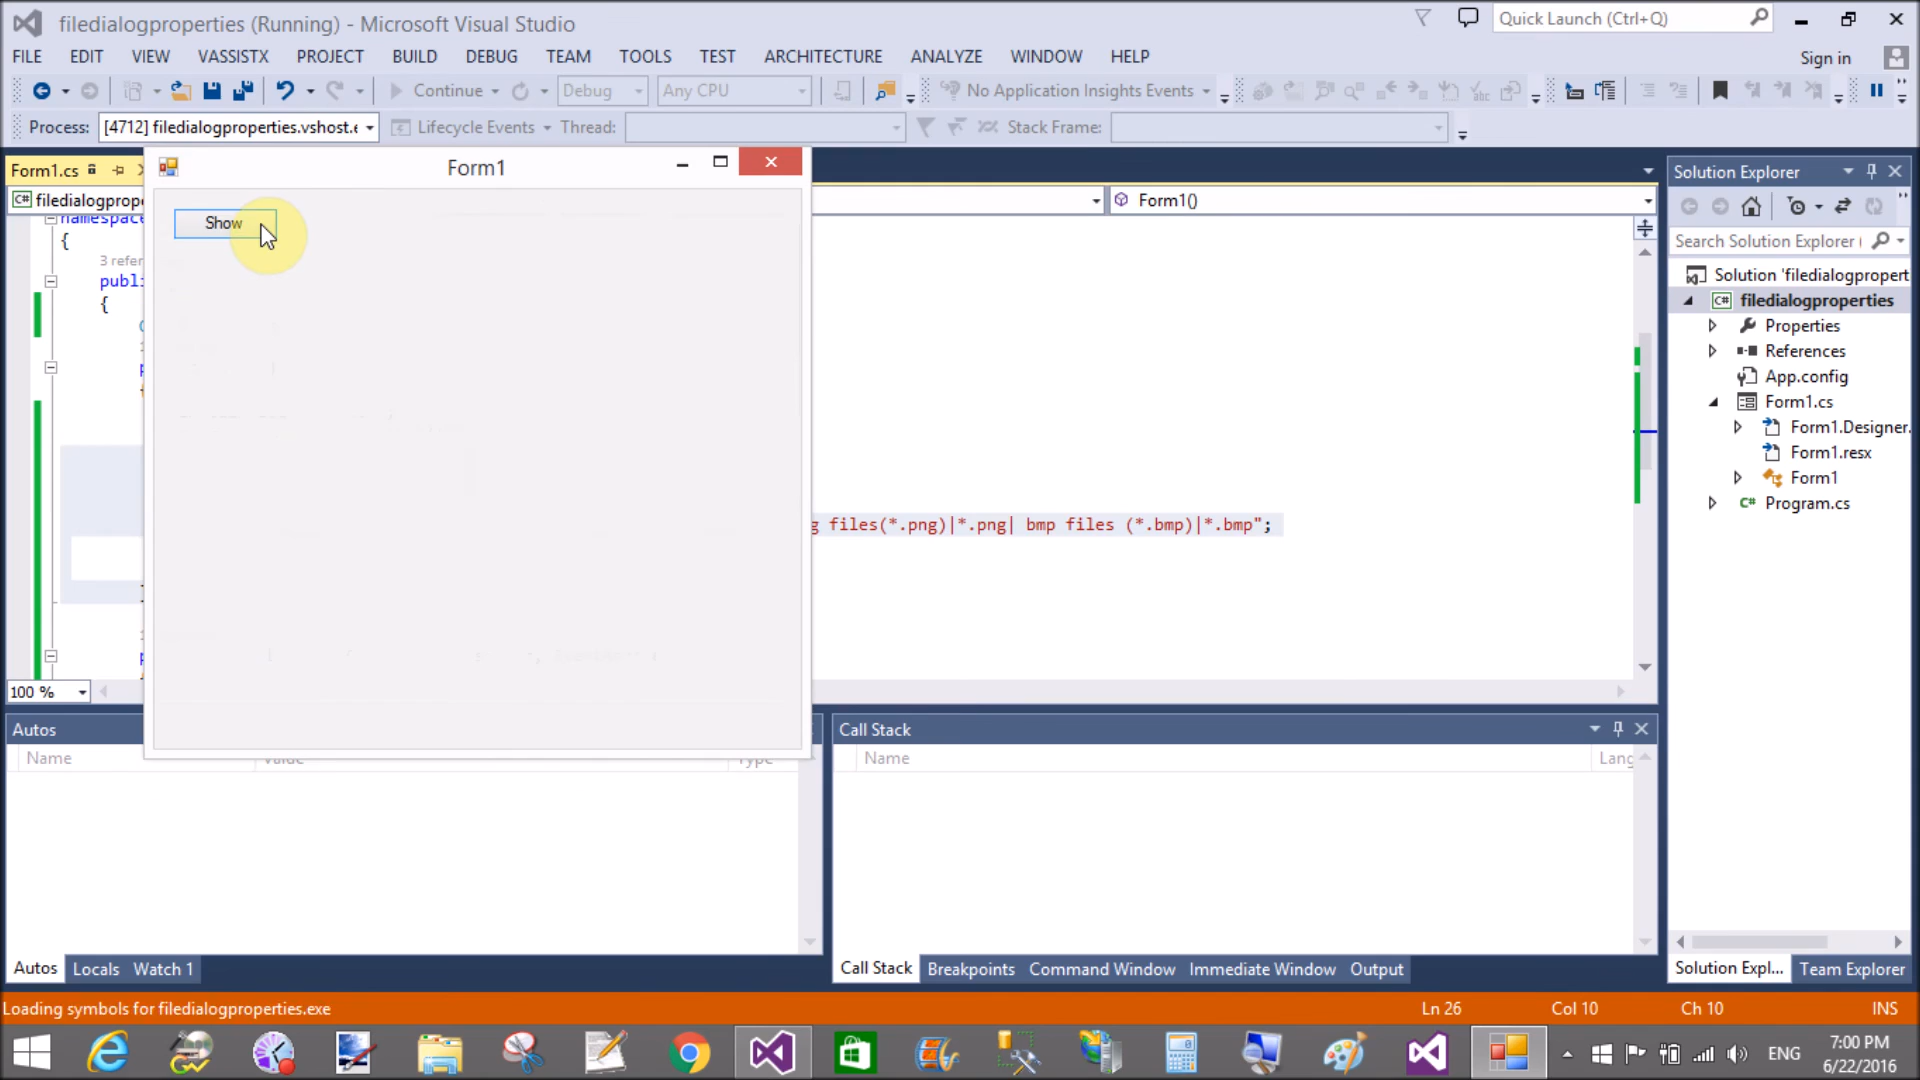 filedialogproperties (Running) - Microsoft Visual Studio
Quick Launch (Ctrl+Q)
FILE EDIT VIEW VASSISTX PROJECT BUILD DEBUG TEAM TOOLS TEST ARCHITECTURE ANALYZE WINDOW HELP
Sign in
Continue
Debug
Any CPU
No Application Insights Events
Process:
[4712] filedialogproperties.vshost.e
Lifecycle Events
Thread:
Stack Frame:
Form1.cs
Form1
Solution Explorer
filedialogprope
Form1()
Show
Search Solution Explorer (
namespace
{
3 refer
publi
{
g files(*.png)|*.png| bmp files (*.bmp)|*.bmp";
Solution 'filedialogpropert
filedialogproperties
Properties
References
App.config
Form1.cs
Form1.Designer.
Form1.resx
Form1
Program.cs
100 %
Autos
Name
Value
Type
Call Stack
Name
Lang
Autos Locals Watch 1
Call Stack Breakpoints Command Window Immediate Window Output
Solution Expl... Team Explorer
Loading symbols for filedialogproperties.exe
Ln 26
Col 10
Ch 10
INS
ENG
7:00 PM
6/22/2016